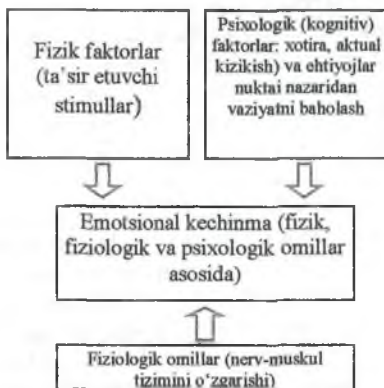 Fizik faktorlar
(ta'sir etuvchi
stimullar)
Psixologik (kognitiv)
faktorlar: xotira, aktual
kizikish) va ehtiyojlar
nuktai nazaridan
vaziyatni baholash
Emotsional kechinma (fizik,
fiziologik va psixologik omillar
asosida)
Fiziologik omillar (nerv-muskul
tizimini o‘zgarishi)